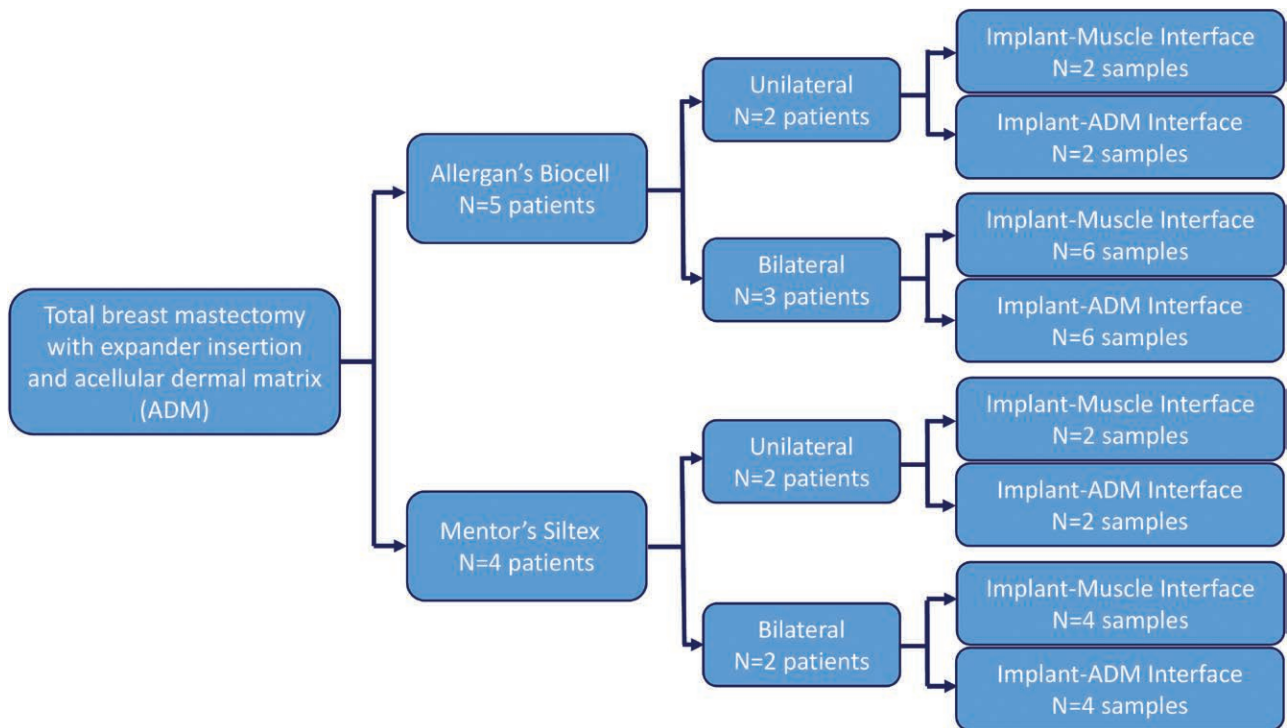 Total breast mastectomy
with expander insertion
and acellular dermal matrix
(ADM)
Allergan's Biocell
N=5 patients
Mentor's Siltex
N=4 patients
Unilateral
N=2 patients
Bilateral
N=3 patients
Unilateral
N=2 patients
Bilateral
N=2 patients
Implant-Muscle Interface
N=2 samples
Implant-ADM Interface
N=2 samples
Implant-Muscle Interface
N=6 samples
Implant-ADM Interface
N=6 samples
Implant-Muscle Interface
N=2 samples
Implant-ADM Interface
N=2 samples
Implant-Muscle Interface
N=4 samples
Implant-ADM Interface
N=4 samples